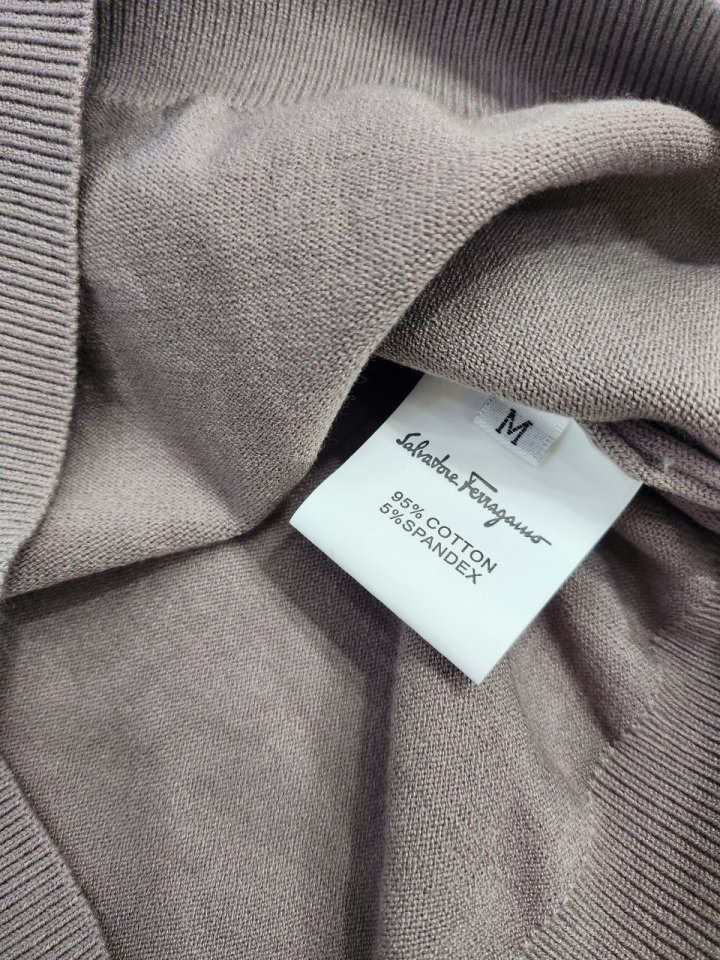 M
Salvatore Ferragamo
95% COTTON
5%SPANDEX